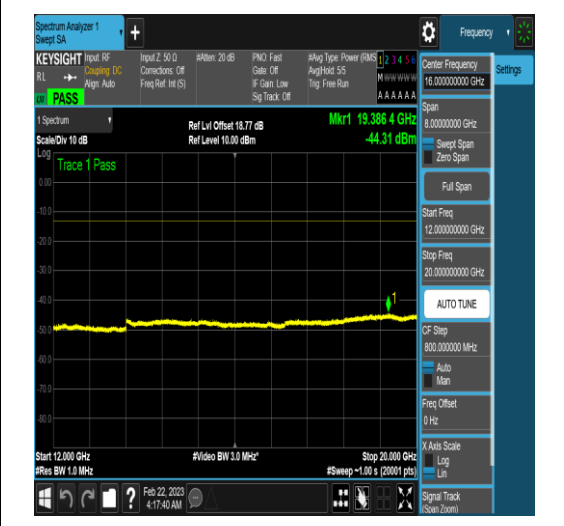 Spectrum Analyzer 1
Swept SA
Frequency
KEYSIGHT
RL
PASS
Input: RF
Coupling: DC
Align: Auto
Input Z: 50 Ω
Corrections: Off
Freq Ref: Int (S)
#Atten: 20 dB
PNO: Fast
Gate: Off
IF Gain: Low
Sig Track: Off
#Avg Type: Power (RMS
Avg|Hold: 5/5
Trig: Free Run
1 2 3 4 5 6
M W W W W W
A A A A A A
Center Frequency
16.000000000 GHz
Settings
Span
8.00000000 GHz
Swept Span
Zero Span
Full Span
Start Freq
12.000000000 GHz
Stop Freq
20.000000000 GHz
AUTO TUNE
CF Step
800.000000 MHz
Auto
Man
Freq Offset
0 Hz
X Axis Scale
Log
Lin
Signal Track
(Span Zoom)
1 Spectrum
Scale/Div 10 dB
Ref Lvl Offset 18.77 dB
Ref Level 10.00 dBm
Mkr1 19.386 4 GHz
-44.31 dBm
Log
Trace 1 Pass
0.00
-10.0
-20.0
-30.0
-40.0
1
-50.0
-60.0
-70.0
-80.0
Start 12.000 GHz
#Res BW 1.0 MHz
#Video BW 3.0 MHz*
Stop 20.000 GHz
#Sweep ~1.00 s (20001 pts)
?
Feb 22, 2023
4:17:40 AM